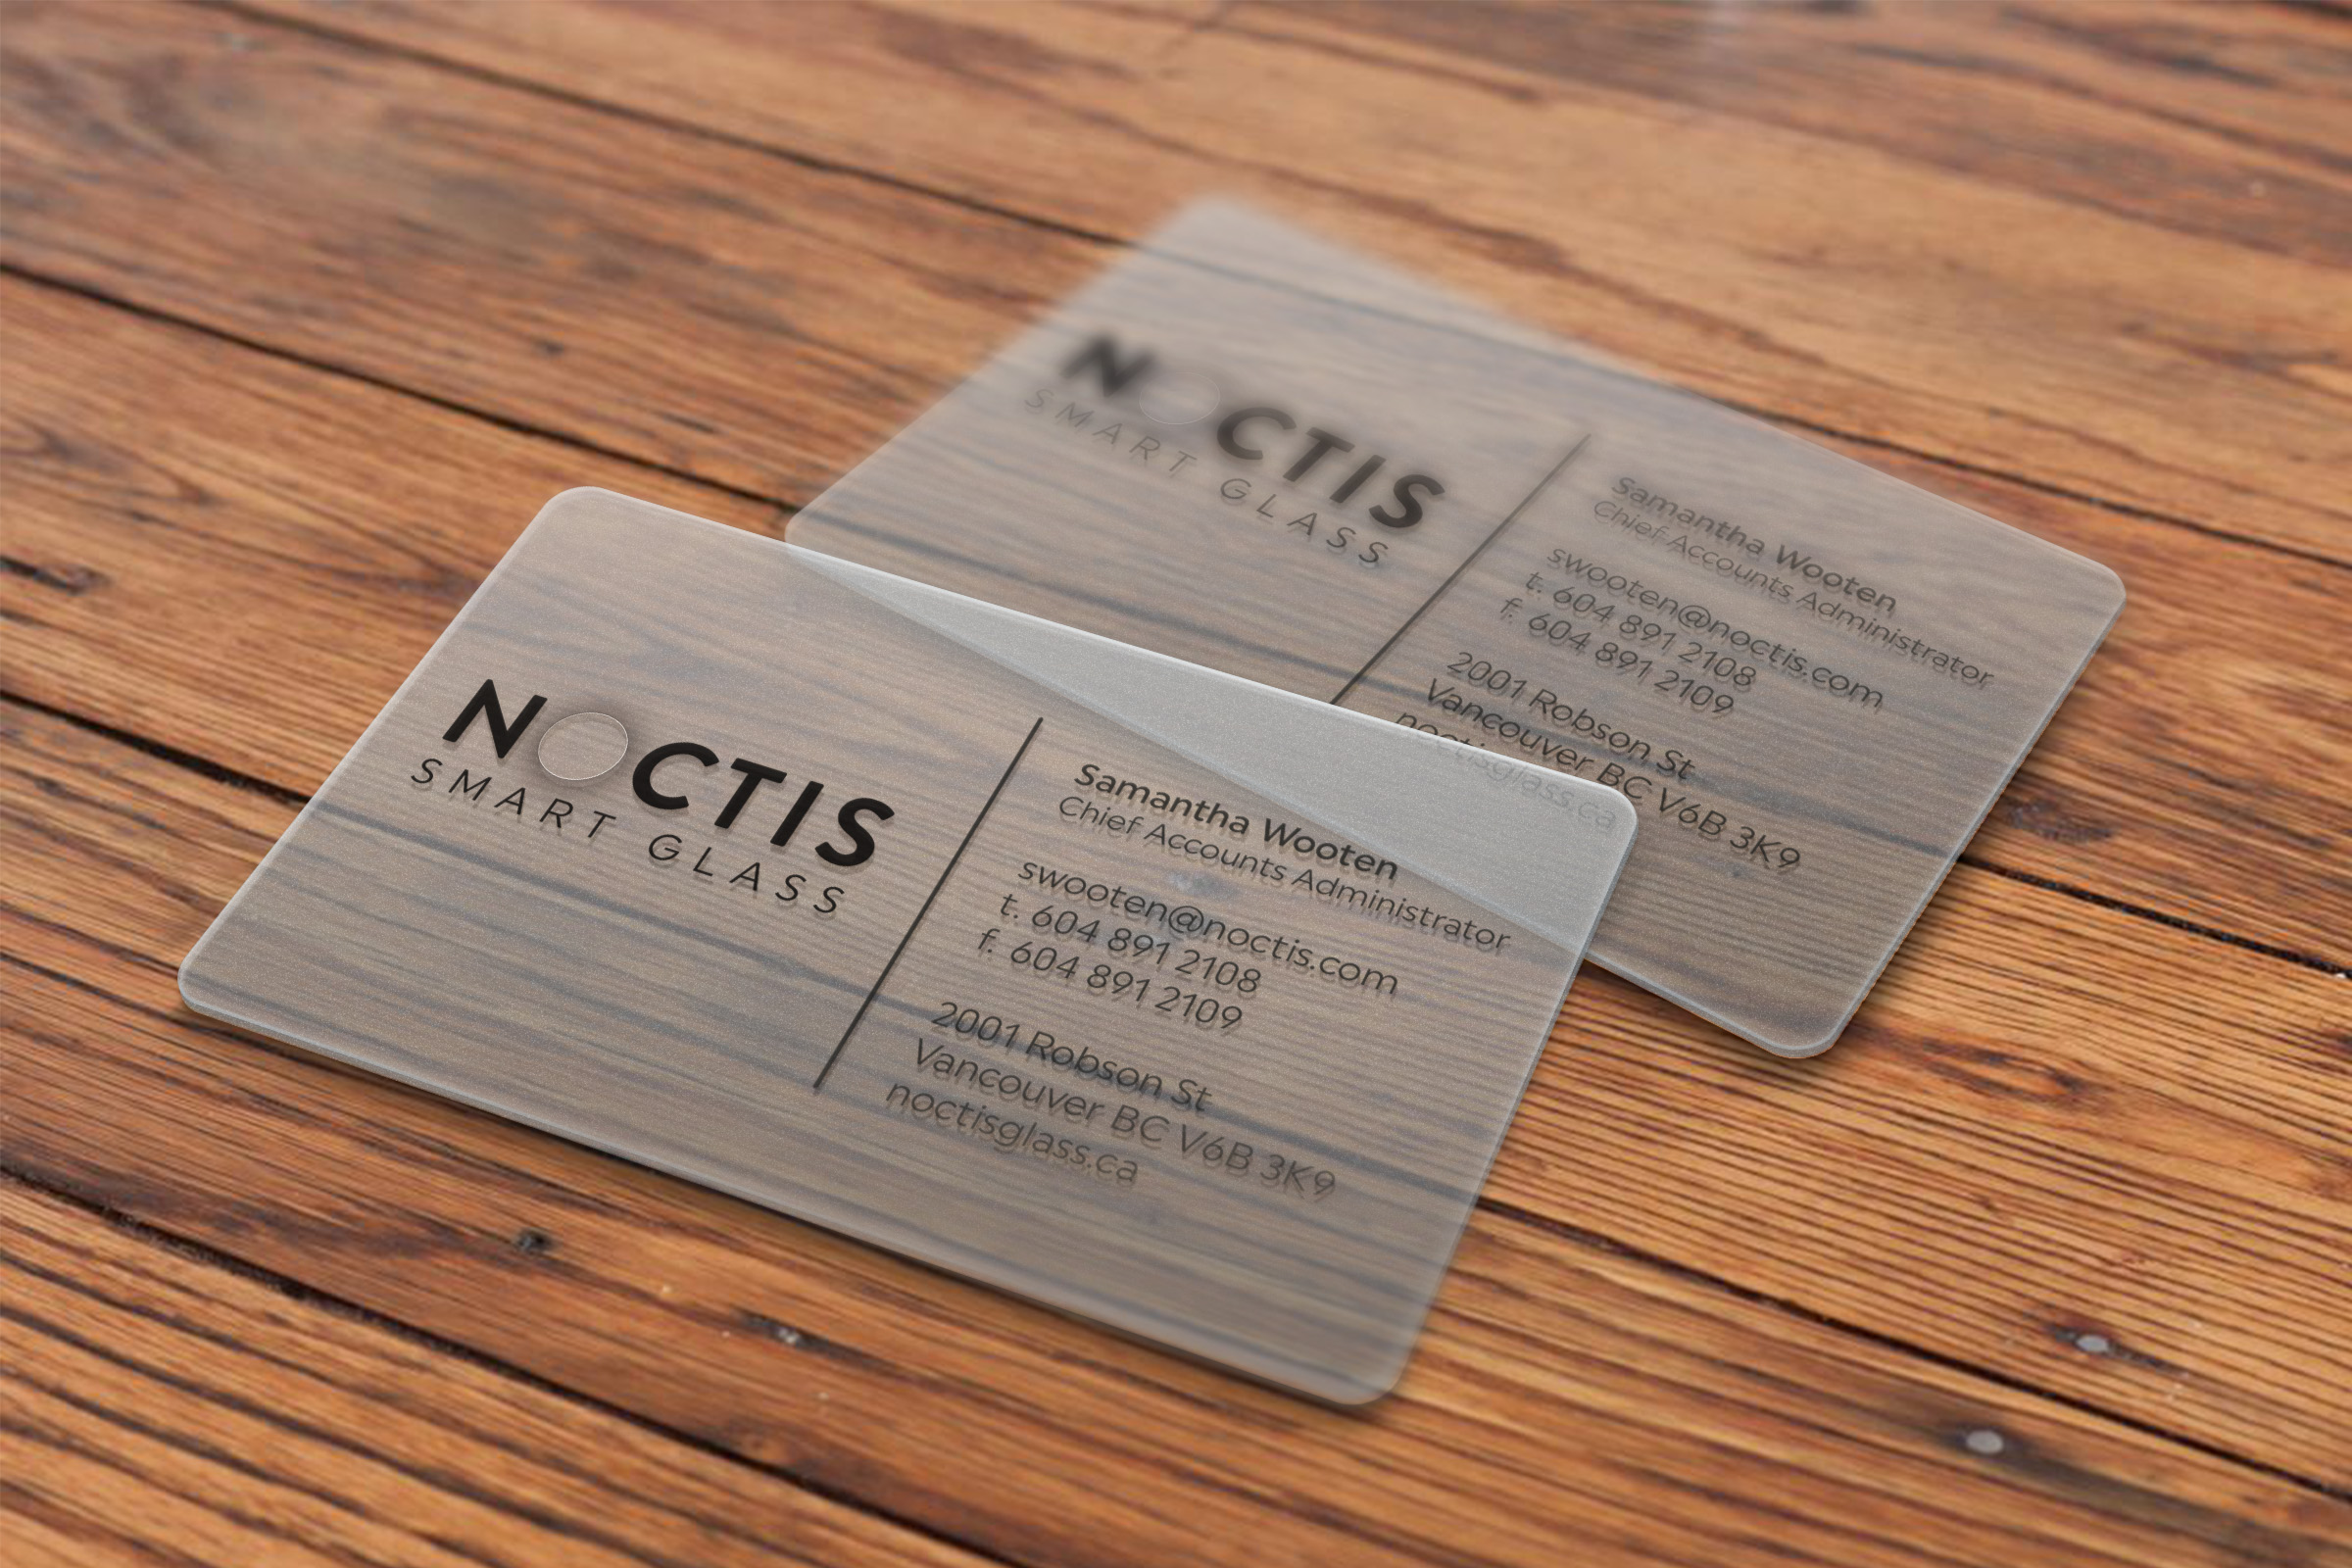 NOCTIS
SMART GLASS
Samantha Wooten
Chief Accounts Administrator
swooten@noctis.com
t. 604 891 2108
f. 604 891 2109
2001 Robson St
Vancouver BC V6B 3K9
noctisglass.ca
NOCTIS
SMART GLASS
Samantha Wooten
Chief Accounts Administrator
swooten@noctis.com
t. 604 891 2108
f. 604 891 2109
2001 Robson St
Vancouver BC V6B 3K9
noctisglass.ca